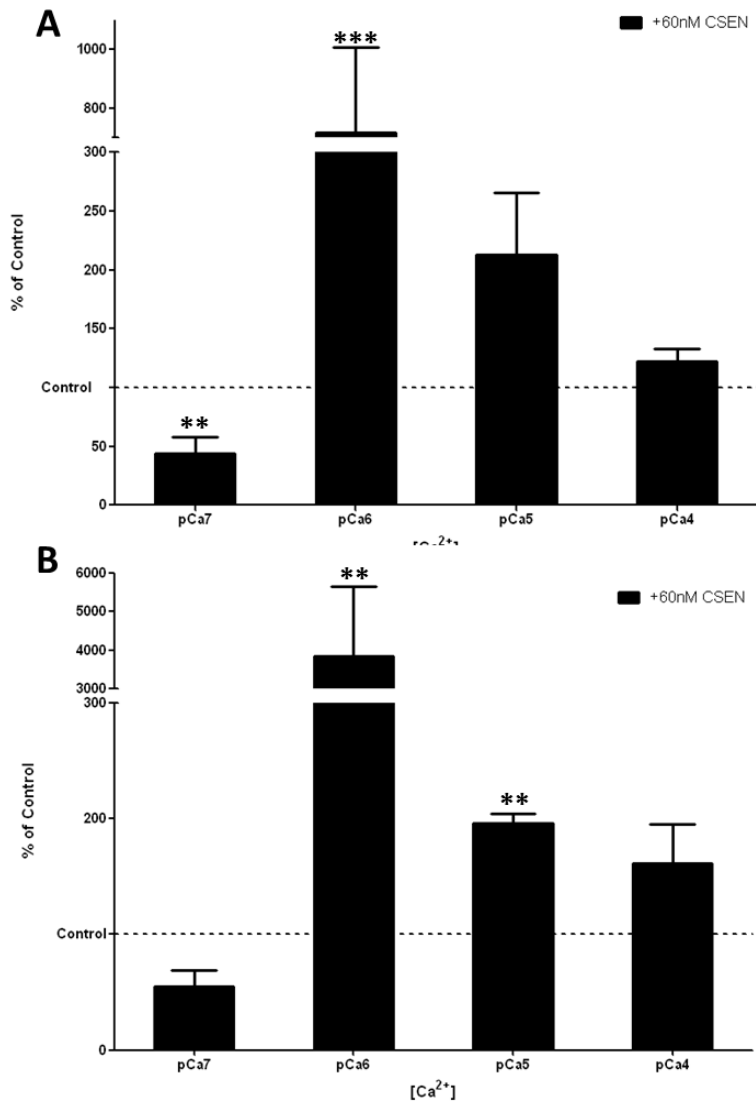 A
+60nM CSEN
***
1000
800
300
250
200
150
Control
50
0
**
% of Control
pCa7 pCa6 pCa5 pCa4
B
+60nM CSEN
**
6000
5000
4000
3000
300
200
Control
0
**
% of Control
pCa7 pCa6 pCa5 pCa4
[Ca2+]